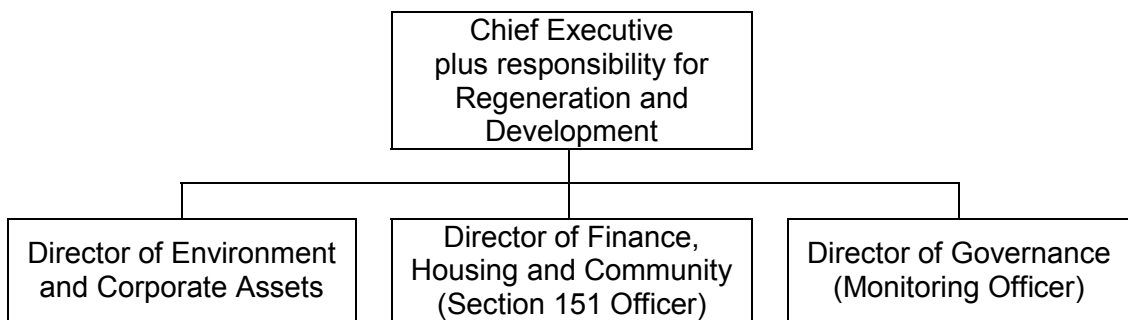 Chief Executive
plus responsibility for
Regeneration and
Development
Director of Environment
and Corporate Assets
Director of Finance,
Housing and Community
(Section 151 Officer)
Director of Governance
(Monitoring Officer)